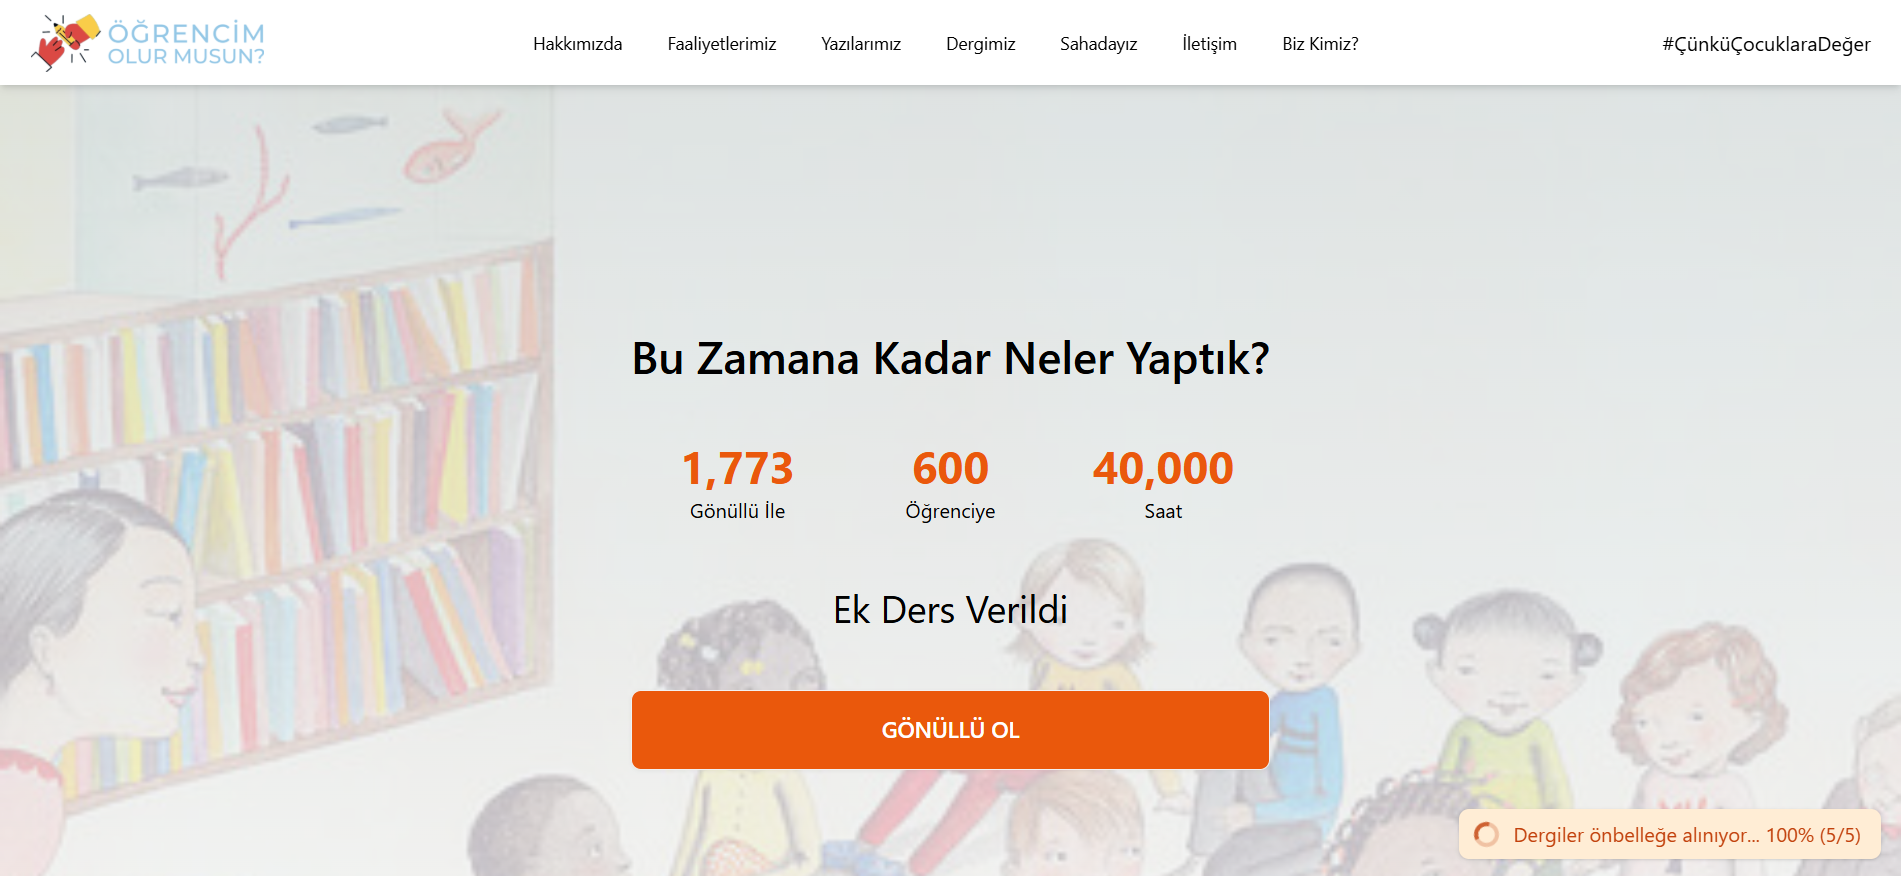 ÖĞRENCİM
OLUR MUSUN?
Hakkımızda Faaliyetlerimiz Yazılarımız Dergimiz Sahadayız İletişim Biz Kimiz?
#ÇünküÇocuklaraDeğer
Bu Zamana Kadar Neler Yaptık?
1,773 600 40,000
Gönüllü İle Öğrenciye Saat
Ek Ders Verildi
GÖNÜLLÜ OL
Dergiler önbelleğe alınıyor... 100% (5/5)